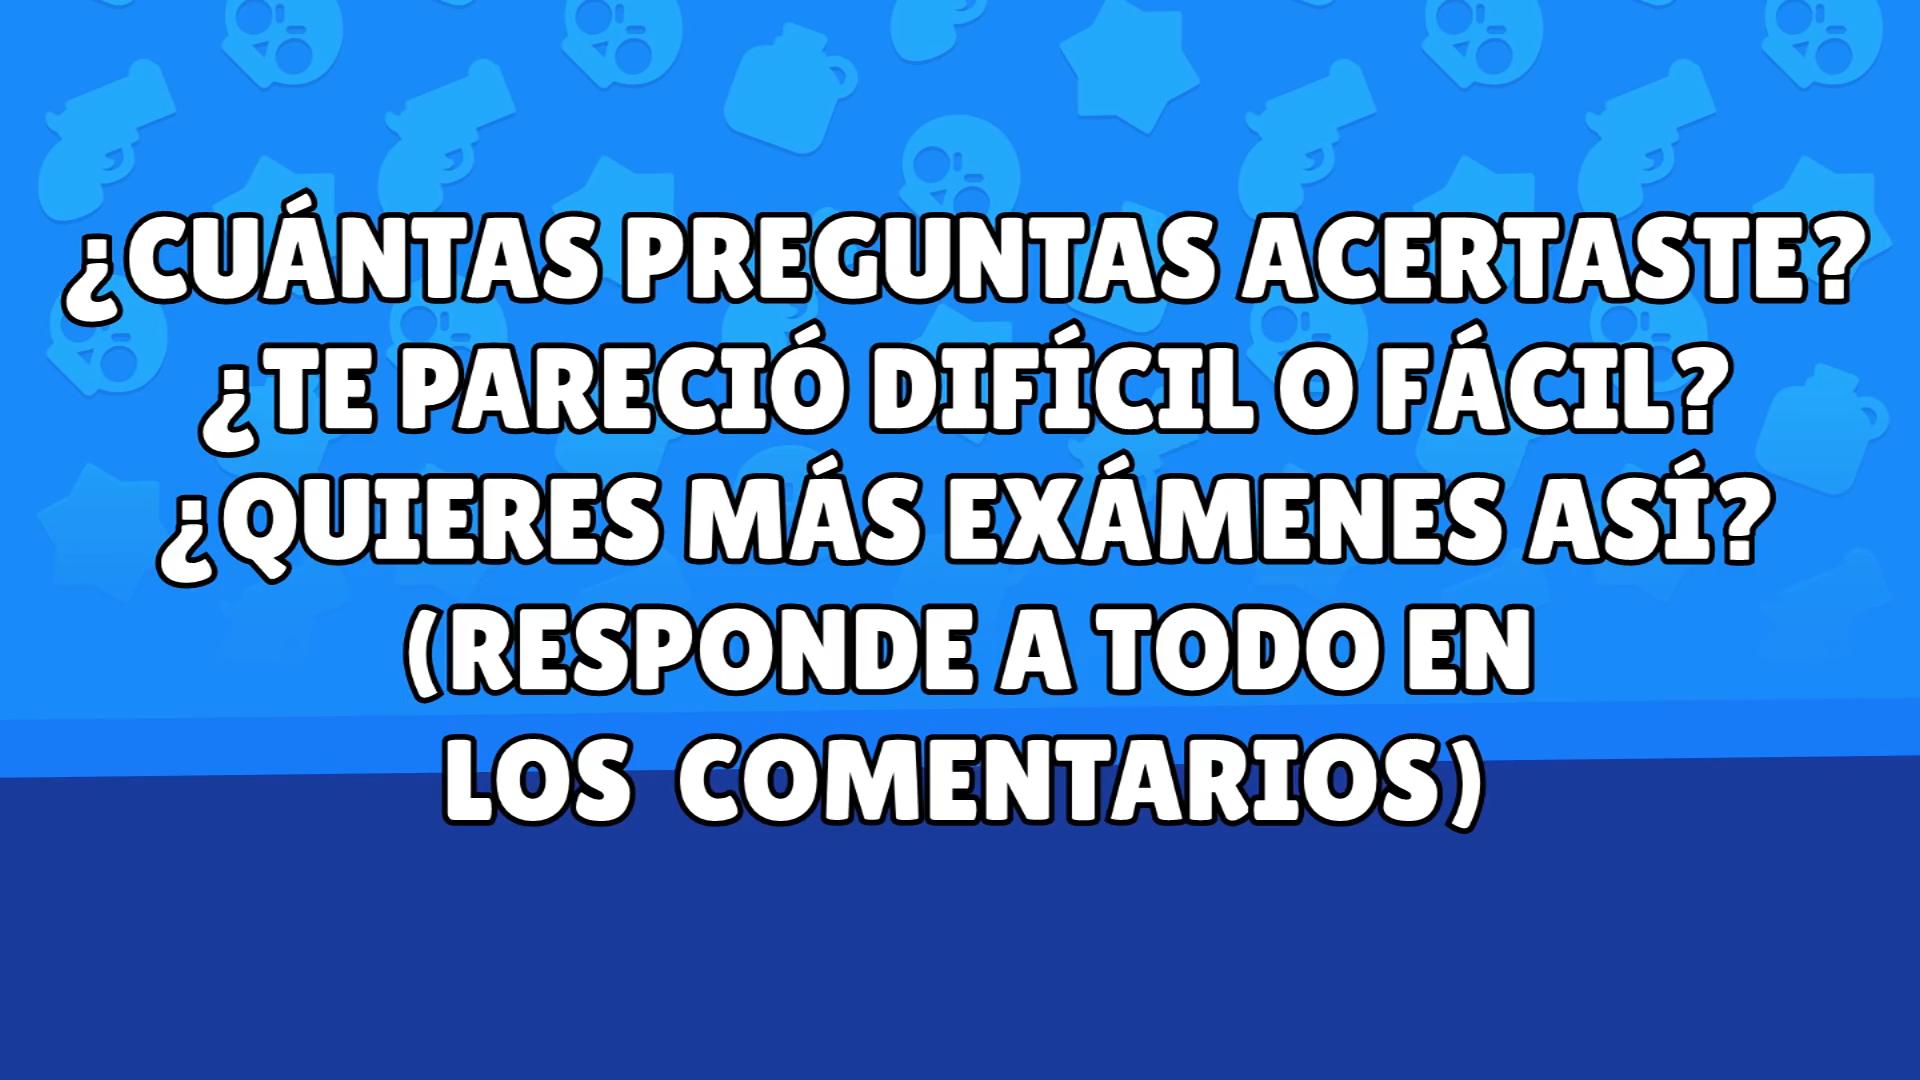 ¿CUÁNTAS PREGUNTAS ACERTASTE?
¿TE PARECIÓ DIFÍCIL O FÁCIL?
¿QUIERES MÁS EXÁMENES ASÍ?
(RESPONDE A TODO EN
LOS COMENTARIOS)